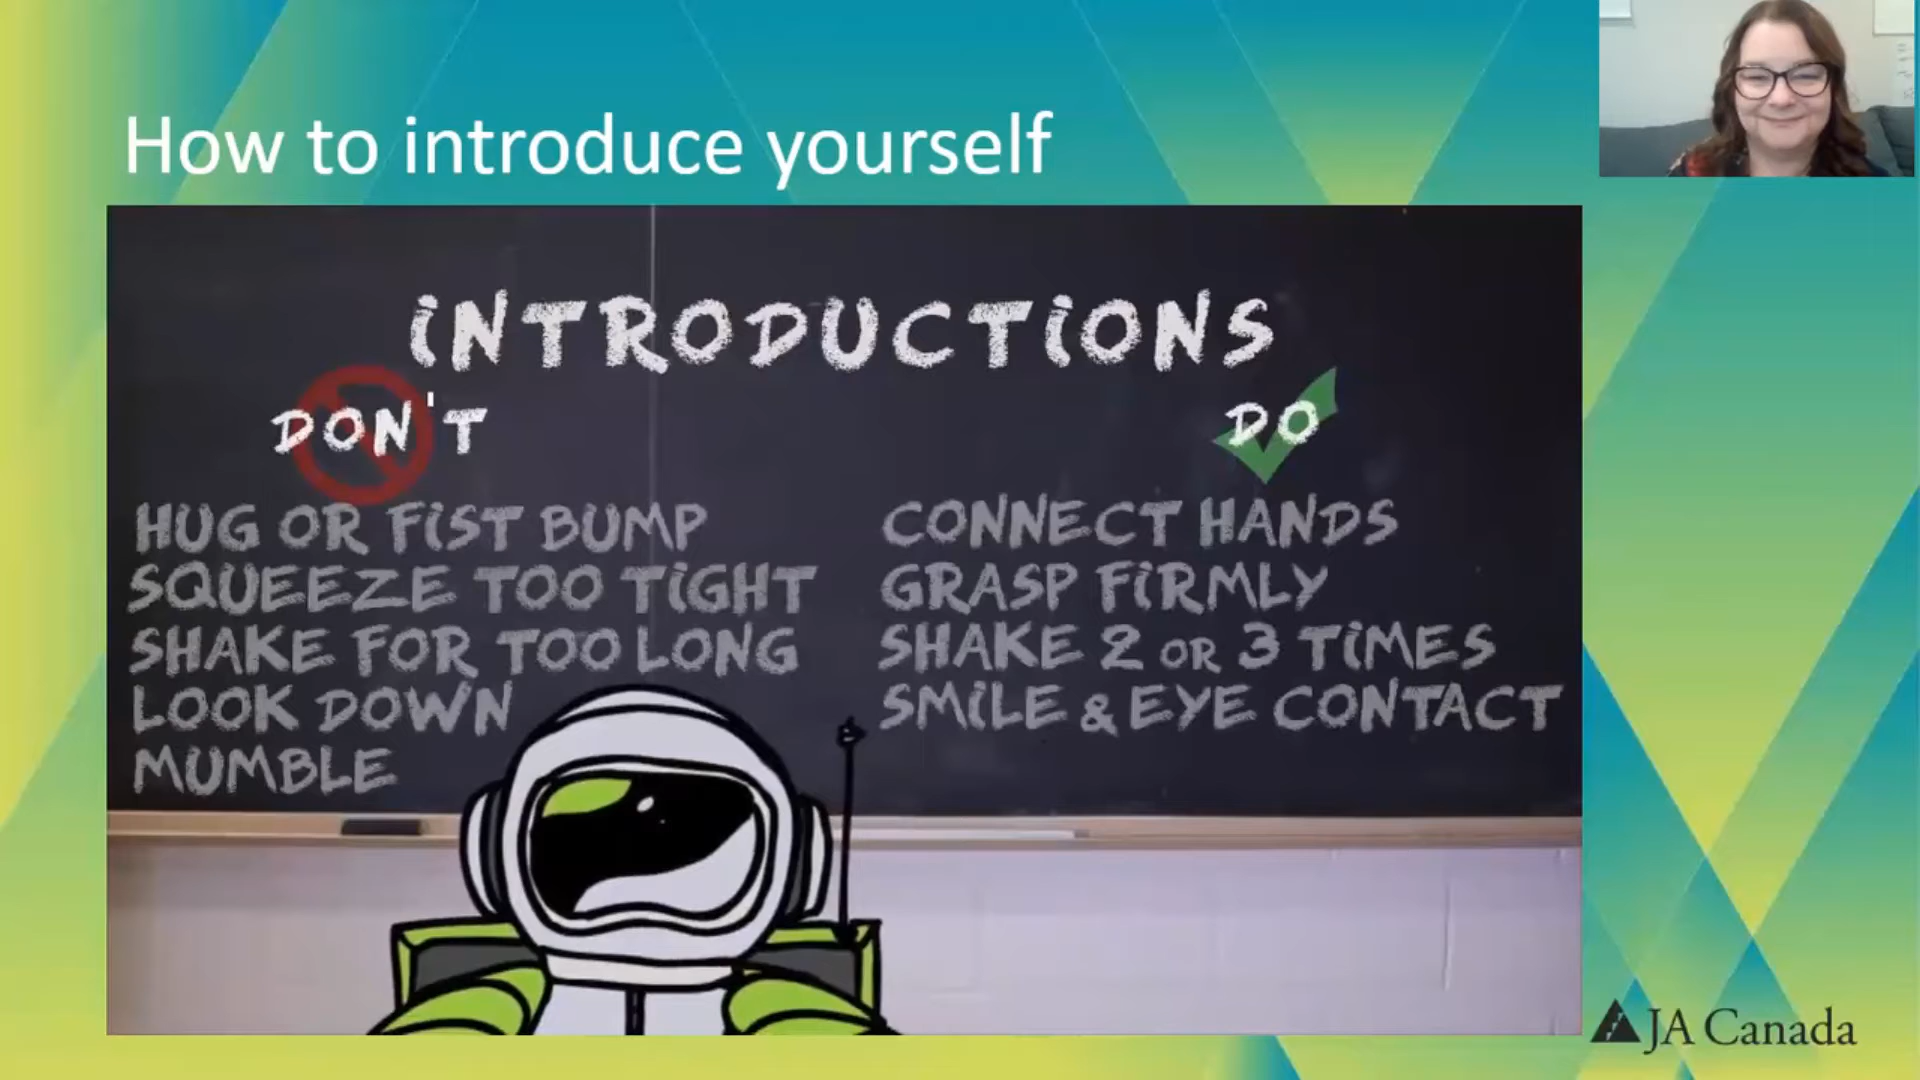 How to introduce yourself
INTRODUCTIONS
DON'T
HUG OR FIST BUMP
SQUEEZE TOO TIGHT
SHAKE FOR TOO LONG
LOOK DOWN
MUMBLE
DO
CONNECT HANDS
GRASP FIRMLY
SHAKE 2 OR 3 TIMES
SMILE & EYE CONTACT
JA Canada